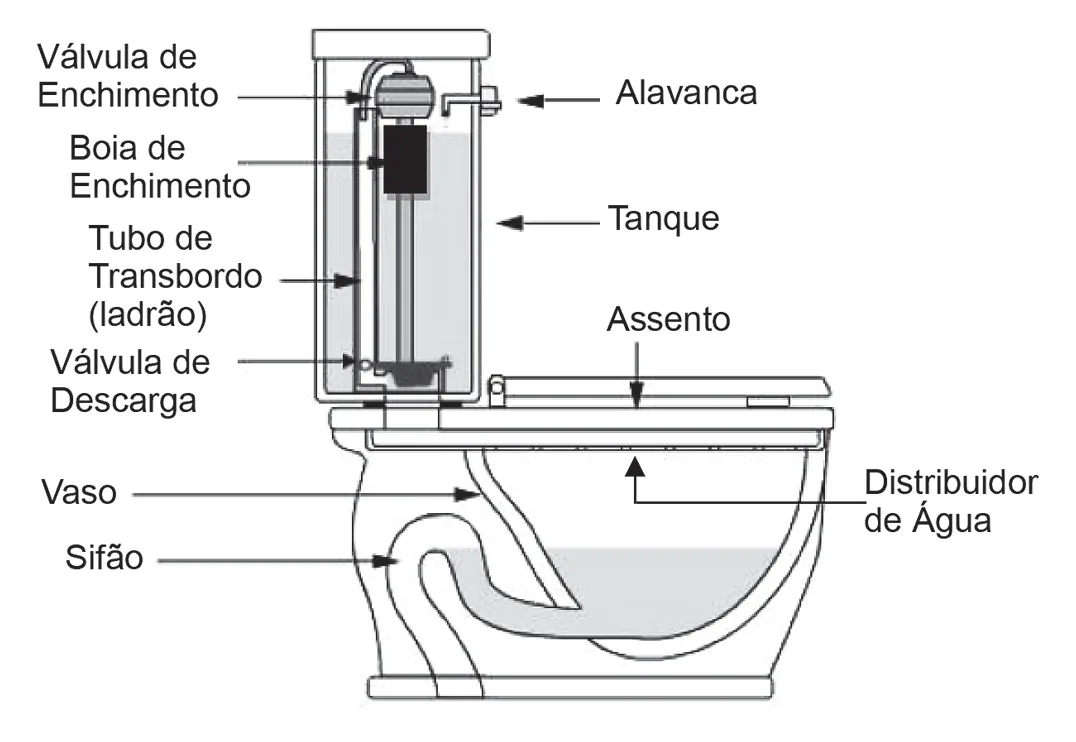 Válvula de
Enchimento
Alavanca
Boia de
Enchimento
Tanque
Tubo de
Transbordo
(ladrão)
Assento
Válvula de
Descarga
Vaso
Distribuidor
de Água
Sifão